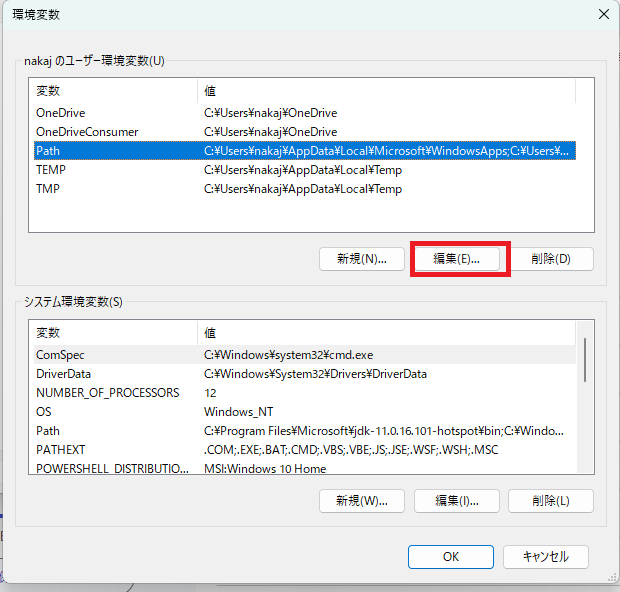 環境変数
nakaj のユーザー環境変数(U)
変数 値
OneDrive C:¥Users¥nakaj¥OneDrive
OneDriveConsumer C:¥Users¥nakaj¥OneDrive
Path C:¥Users¥nakaj¥AppData¥Local¥Microsoft¥WindowsApps;C:¥Users¥...
TEMP C:¥Users¥nakaj¥AppData¥Local¥Temp
TMP C:¥Users¥nakaj¥AppData¥Local¥Temp
新規(N)... 編集(E)... 削除(D)
システム環境変数(S)
変数 値
ComSpec C:¥Windows¥system32¥cmd.exe
DriverData C:¥Windows¥System32¥Drivers¥DriverData
NUMBER_OF_PROCESSORS 12
OS Windows_NT
Path C:¥Program Files¥Microsoft¥jdk-11.0.16.101-hotspot¥bin;C:¥Windo...
PATHEXT .COM;.EXE;.BAT;.CMD;.VBS;.VBE;.JS;.JSE;.WSF;.WSH;.MSC
POWERSHELL_DISTRIBUTIO... MSI:Windows 10 Home
新規(W)... 編集(I)... 削除(L)
OK キャンセル